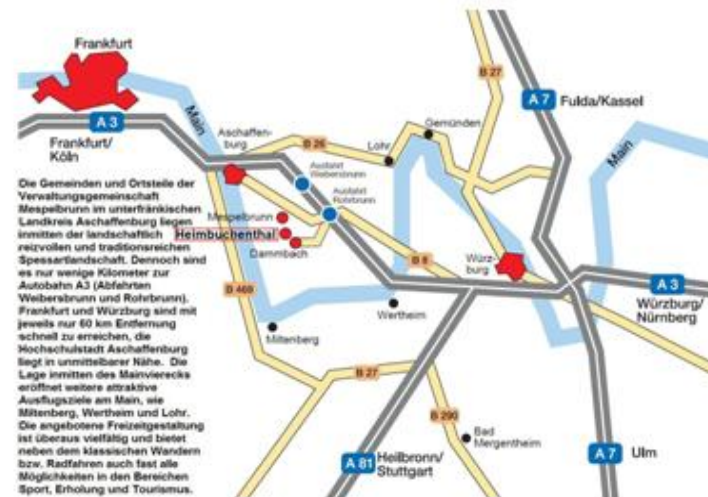 Frankfurt
A 3
Frankfurt/
Köln
Main
Aschaffen-
burg
B 26
Lohr
Gemünden
B 27
A 7
Fulda/Kassel
Main
Ausfahrt
Weibersbrunn
Ausfahrt
Rohrbrunn
Mespelbrunn
Heimbuchenthal
Dammbach
B 8
Würz-
burg
A 3
Würzburg/
Nürnberg
B 469
Miltenberg
Wertheim
B 27
B 290
Bad
Mergentheim
A 81
Heilbronn/
Stuttgart
A 7
Ulm
Die Gemeinden und Ortsteile der
Verwaltungsgemeinschaft
Mespelbrunn im unterfränkischen
Landkreis Aschaffenburg liegen
inmitten der landschaftlich
reizvollen und traditionsreichen
Spessartlandschaft. Dennoch sind
es nur wenige Kilometer zur
Autobahn A3 (Abfahrten
Weibersbrunn und Rohrbrunn).
Frankfurt und Würzburg sind mit
jeweils nur 60 km Entfernung
schnell zu erreichen, die
Hochschulstadt Aschaffenburg
liegt in unmittelbarer Nähe. Die
Lage inmitten des Mainvierecks
eröffnet weitere attraktive
Ausflugsziele am Main, wie
Miltenberg, Wertheim und Lohr.
Die angebotene Freizeitgestaltung
ist überaus vielfältig und bietet
neben dem klassischen Wandern
bzw. Radfahren auch fast alle
Möglichkeiten in den Bereichen
Sport, Erholung und Tourismus.